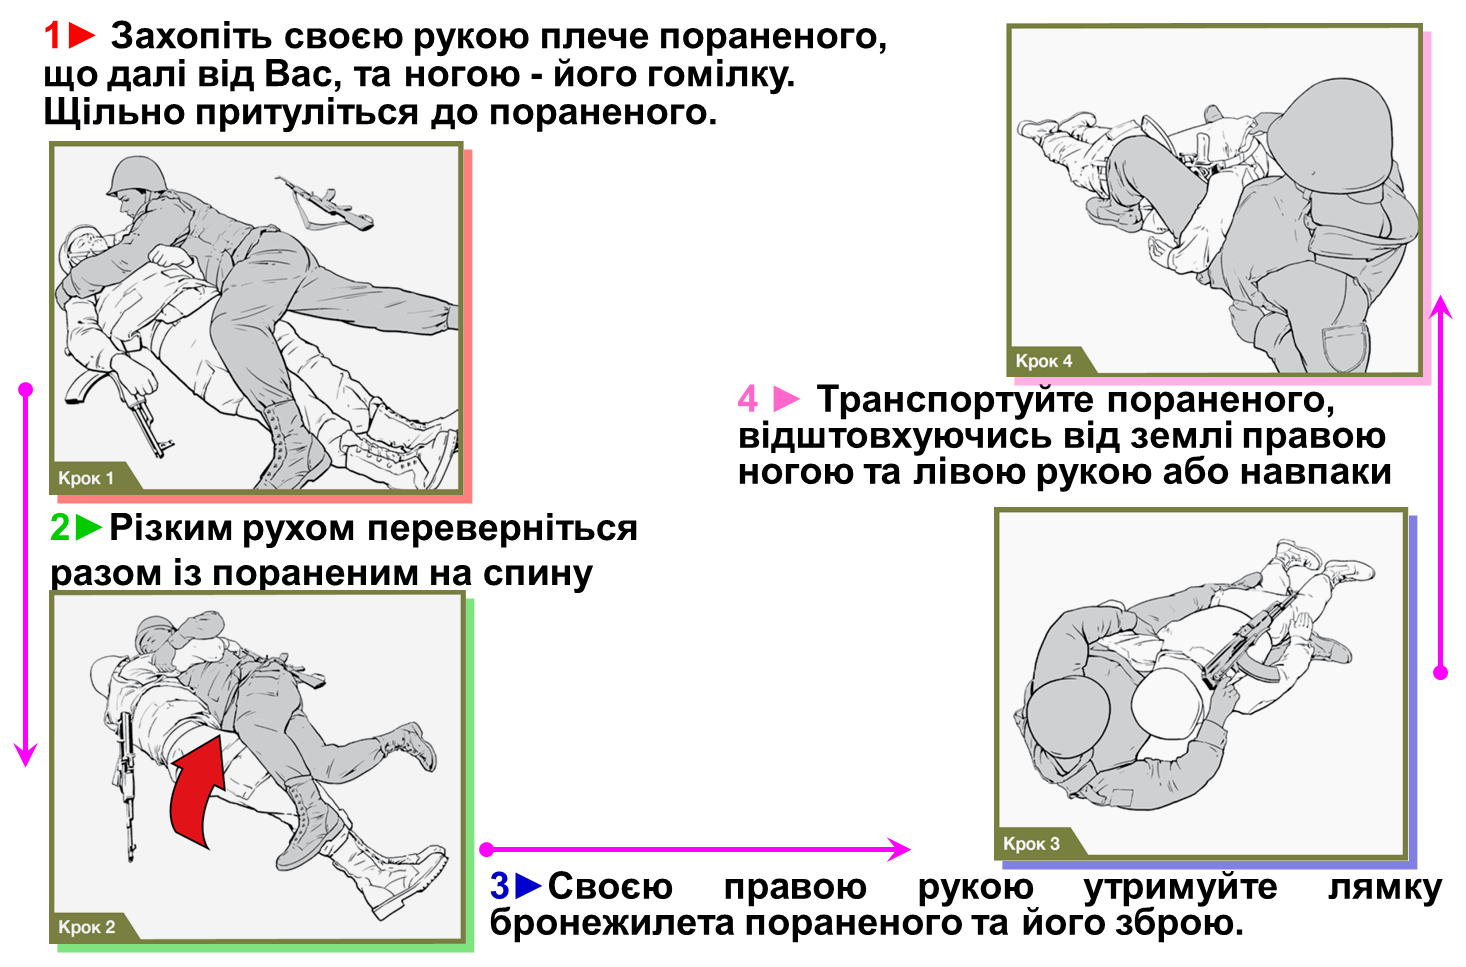 1► Захопіть своєю рукою плече пораненого,
що далі від Вас, та ногою - його гомілку.
Щільно притуліться до пораненого.
Крок 1
2►Різким рухом переверніться
разом із пораненим на спину
Крок 2
3►Своєю правою рукою утримуйте лямку
бронежилета пораненого та його зброю.
Крок 3
4 ► Транспортуйте пораненого,
відштовхуючись від землі правою
ногою та лівою рукою або навпаки
Крок 4